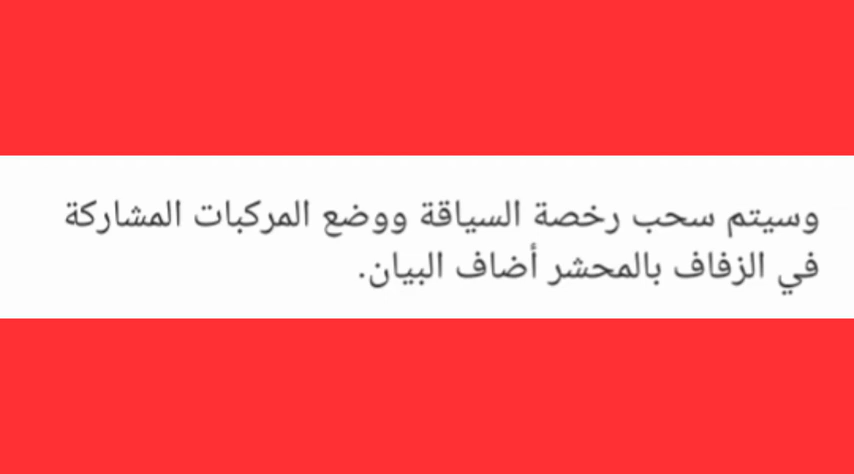 وسيتم سحب رخصة السياقة ووضع المركبات المشاركة
في الزفاف بالمحشر أضاف البيان.